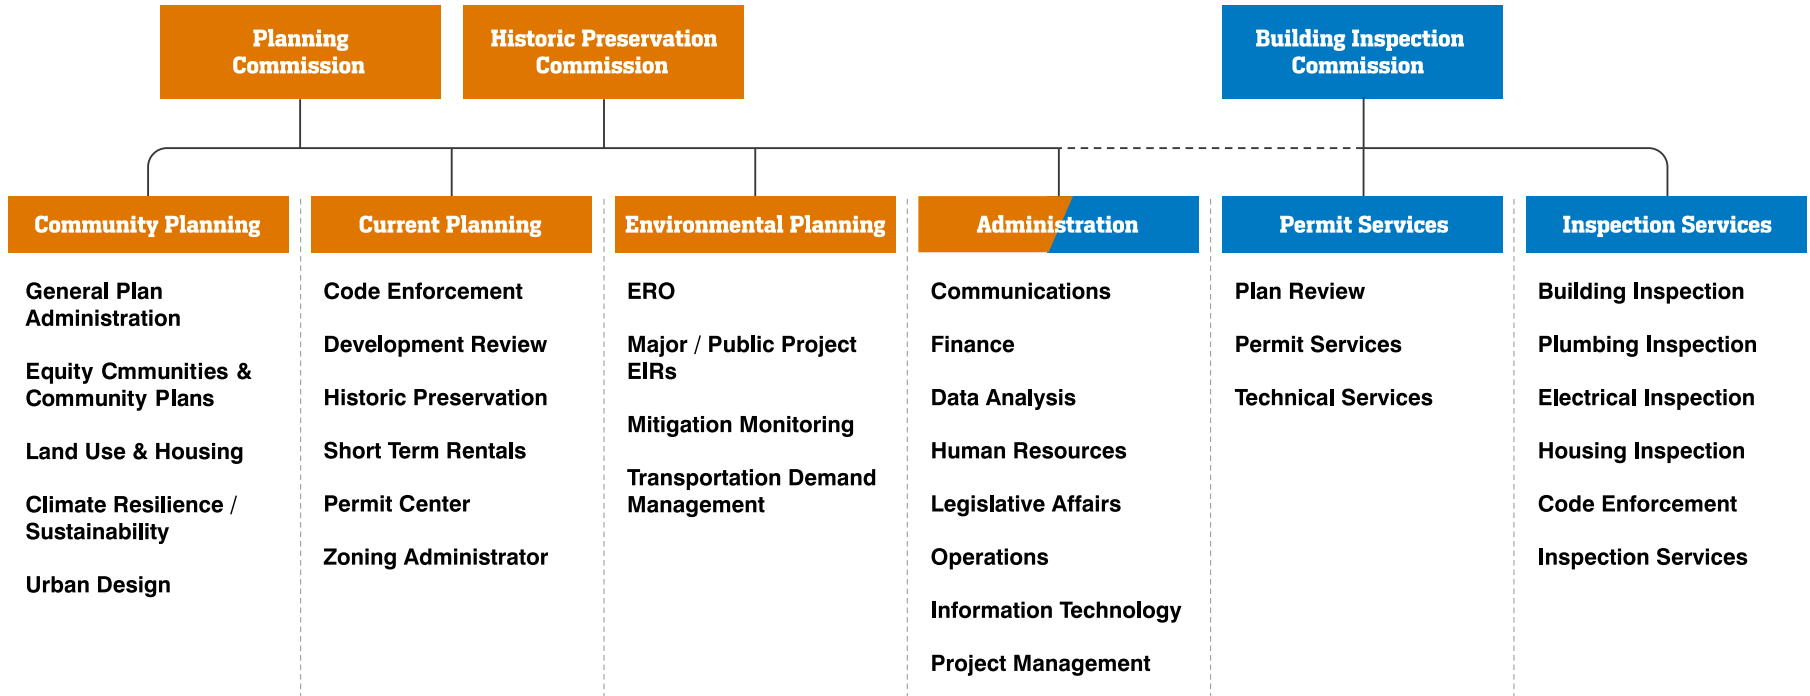 Planning
Commission
Historic Preservation
Commission
Building Inspection
Commission
Community Planning
General Plan
Administration
Equity Cmmunities &
Community Plans
Land Use & Housing
Climate Resilience /
Sustainability
Urban Design
Current Planning
Code Enforcement
Development Review
Historic Preservation
Short Term Rentals
Permit Center
Zoning Administrator
Environmental Planning
ERO
Major / Public Project
EIRs
Mitigation Monitoring
Transportation Demand
Management
Administration
Communications
Finance
Data Analysis
Human Resources
Legislative Affairs
Operations
Information Technology
Project Management
Permit Services
Plan Review
Permit Services
Technical Services
Inspection Services
Building Inspection
Plumbing Inspection
Electrical Inspection
Housing Inspection
Code Enforcement
Inspection Services